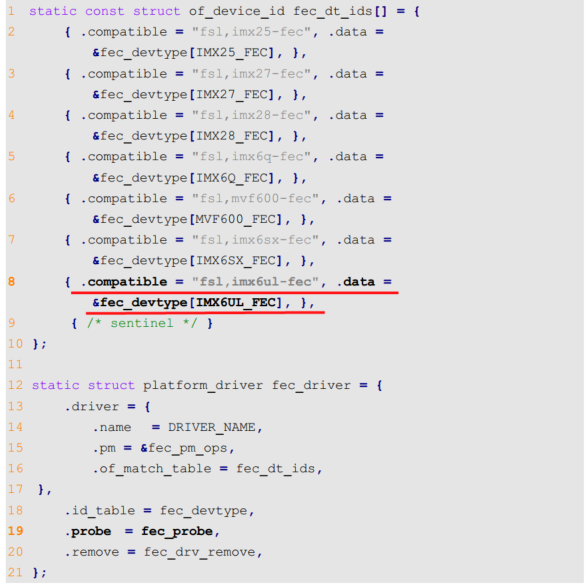 1 static const struct of_device_id fec_dt_ids[] = {
2 { .compatible = "fsl,imx25-fec", .data =
&fec_devtype[IMX25_FEC], },
3 { .compatible = "fsl,imx27-fec", .data =
&fec_devtype[IMX27_FEC], },
4 { .compatible = "fsl,imx28-fec", .data =
&fec_devtype[IMX28_FEC], },
5 { .compatible = "fsl,imx6q-fec", .data =
&fec_devtype[IMX6Q_FEC], },
6 { .compatible = "fsl,mvf600-fec", .data =
&fec_devtype[MVF600_FEC], },
7 { .compatible = "fsl,imx6sx-fec", .data =
&fec_devtype[IMX6SX_FEC], },
8 { .compatible = "fsl,imx6ul-fec", .data =
&fec_devtype[IMX6UL_FEC], },
9 { /* sentinel */ }
10 };
11
12 static struct platform_driver fec_driver = {
13 .driver = {
14 .name = DRIVER_NAME,
15 .pm = &fec_pm_ops,
16 .of_match_table = fec_dt_ids,
17 },
18 .id_table = fec_devtype,
19 .probe = fec_probe,
20 .remove = fec_drv_remove,
21 };